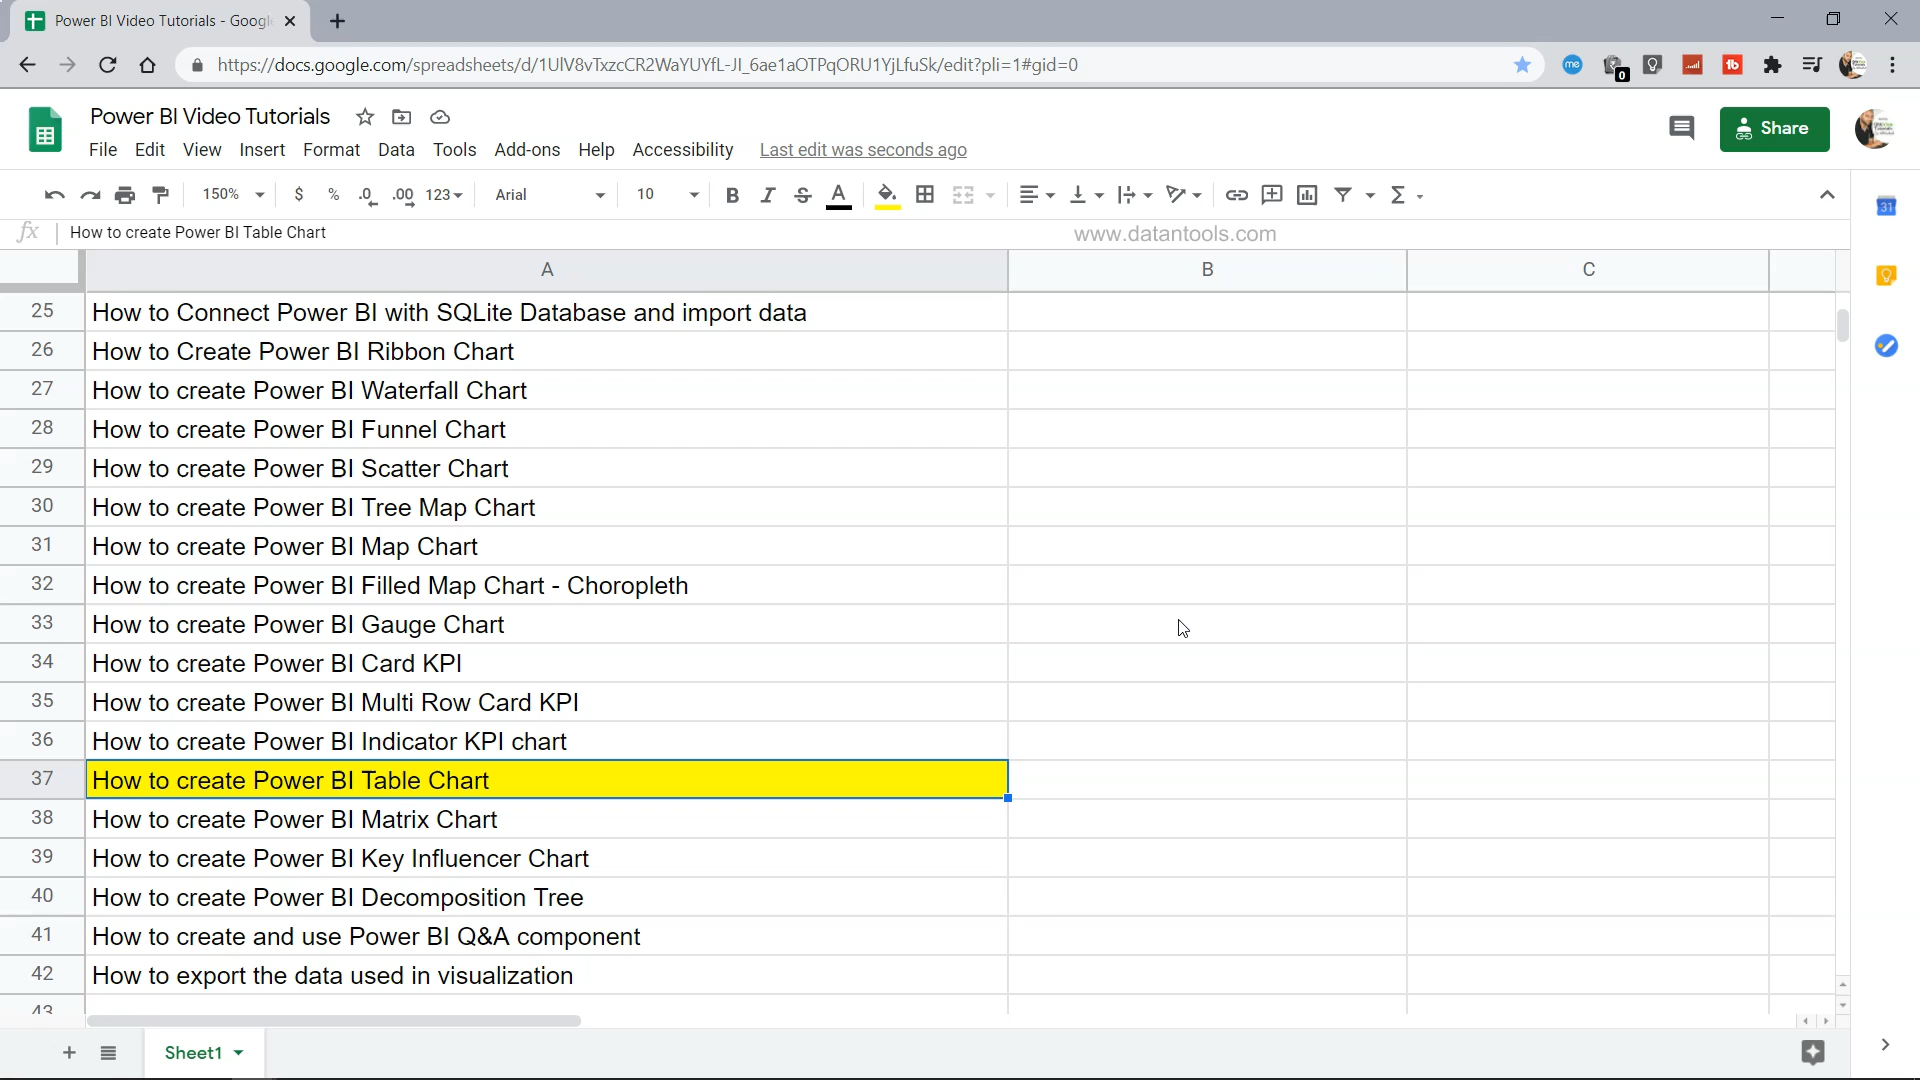 Power BI Video Tutorials - Googl
https://docs.google.com/spreadsheets/d/1UlV8vTxzcCR2WaYUYfL-JI_6ae1aOTPqORU1YjLfuSk/edit?pli=1#gid=0
me
0
tb
Power BI Video Tutorials
Share
File Edit View Insert Format Data Tools Add-ons Help Accessibility Last edit was seconds ago
150% $ % .0 .00 123 Arial 10 B I S A Σ
31
fx How to create Power BI Table Chart
www.datantools.com
A B C
25 How to Connect Power BI with SQLite Database and import data
26 How to Create Power BI Ribbon Chart
27 How to create Power BI Waterfall Chart
28 How to create Power BI Funnel Chart
29 How to create Power BI Scatter Chart
30 How to create Power BI Tree Map Chart
31 How to create Power BI Map Chart
32 How to create Power BI Filled Map Chart - Choropleth
33 How to create Power BI Gauge Chart
34 How to create Power BI Card KPI
35 How to create Power BI Multi Row Card KPI
36 How to create Power BI Indicator KPI chart
37 How to create Power BI Table Chart
38 How to create Power BI Matrix Chart
39 How to create Power BI Key Influencer Chart
40 How to create Power BI Decomposition Tree
41 How to create and use Power BI Q&A component
42 How to export the data used in visualization
43
Sheet1